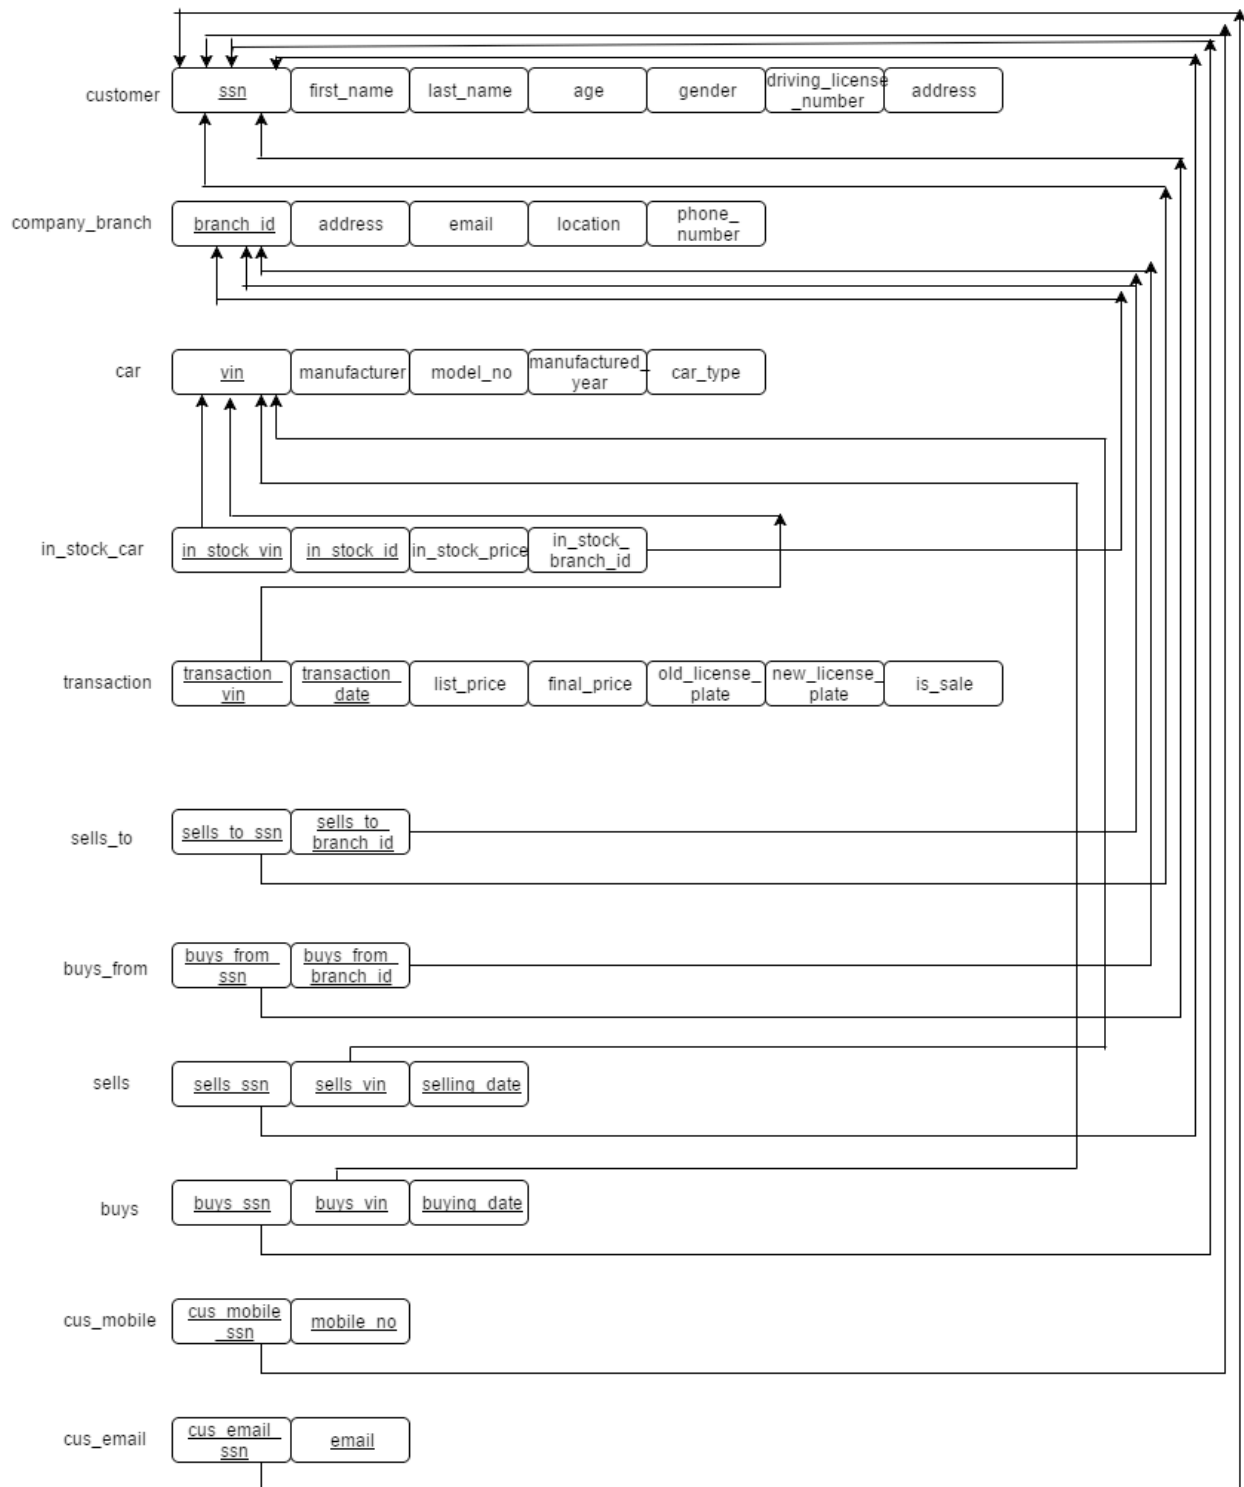 customer
ssn
first_name
last_name
age
gender
driving_license
_number
address
company_branch
branch_id
address
email
location
phone_
number
car
vin
manufacturer
model_no
manufactured_
year
car_type
in_stock_car
in_stock_vin
in_stock_id
in_stock_price
in_stock_
branch_id
transaction
transaction_
vin
transaction_
date
list_price
final_price
old_license_
plate
new_license_
plate
is_sale
sells_to
sells_to_ssn
sells_to_
branch_id
buys_from
buys_from_
ssn
buys_from_
branch_id
sells
sells_ssn
sells_vin
selling_date
buys
buys_ssn
buys_vin
buying_date
cus_mobile
cus_mobile
_ssn
mobile_no
cus_email
cus_email_
ssn
email